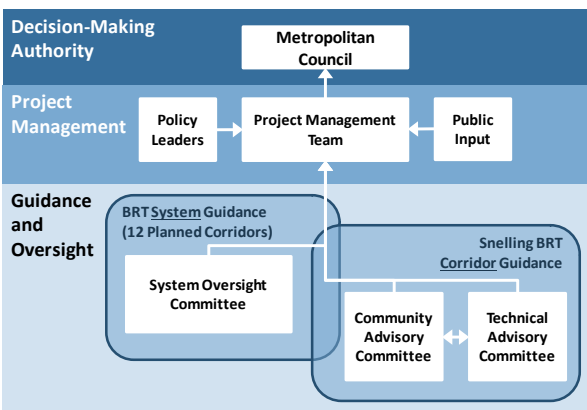 Decision-Making
Authority
Metropolitan
Council
Project
Management
Policy
Leaders
Project Management
Team
Public
Input
Guidance
and
Oversight
BRT System Guidance
(12 Planned Corridors)
Snelling BRT
Corridor Guidance
System Oversight
Committee
Community
Advisory
Committee
Technical
Advisory
Committee